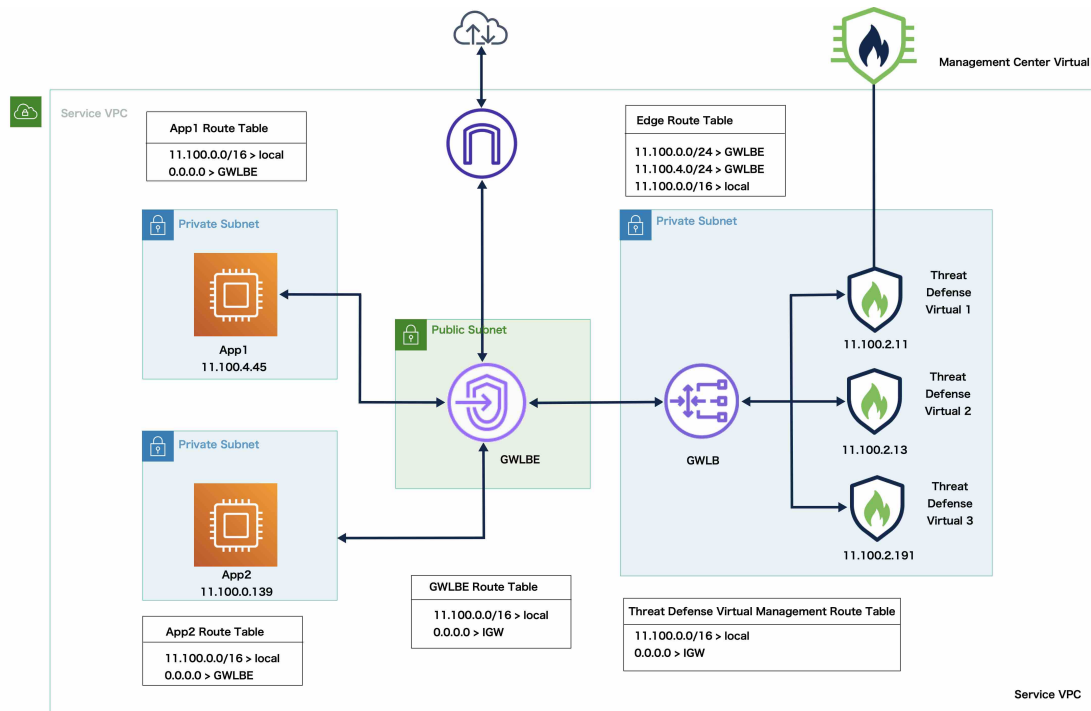 Management Center Virtual
Service VPC
App1 Route Table
11.100.0.0/16 > local
0.0.0.0 > GWLBE
Edge Route Table
11.100.0.0/24 > GWLBE
11.100.4.0/24 > GWLBE
11.100.0.0/16 > local
Private Subnet
App1
11.100.4.45
Private Subnet
Threat
Defense
Virtual 1
11.100.2.11
Public Subnet
GWLBE
GWLB
Threat
Defense
Virtual 2
11.100.2.13
Private Subnet
App2
11.100.0.139
Threat
Defense
Virtual 3
11.100.2.191
GWLBE Route Table
11.100.0.0/16 > local
0.0.0.0 > IGW
Threat Defense Virtual Management Route Table
11.100.0.0/16 > local
0.0.0.0 > IGW
App2 Route Table
11.100.0.0/16 > local
0.0.0.0 > GWLBE
Service VPC